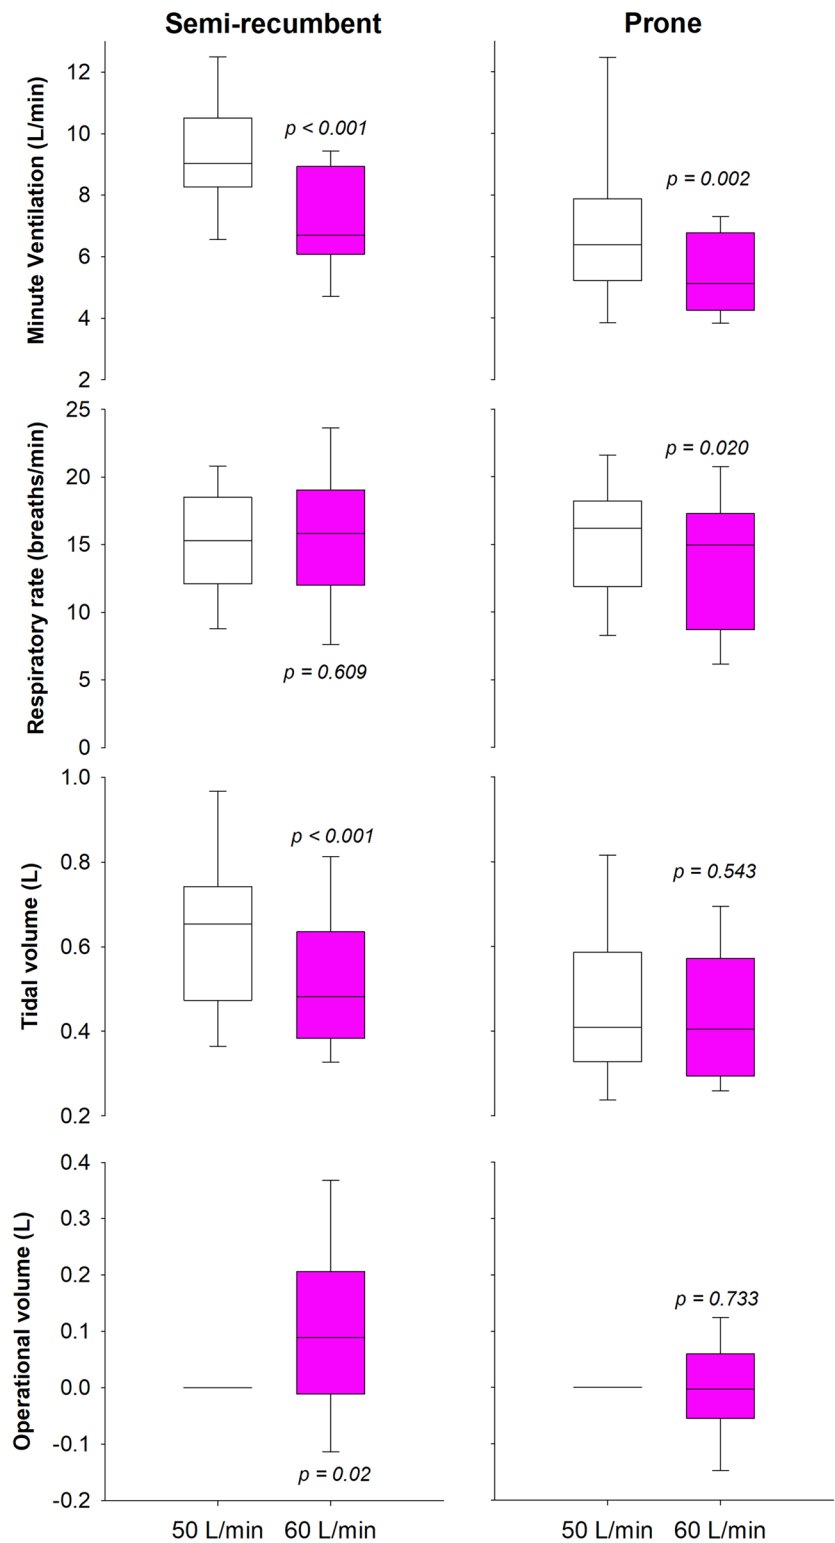 Semi-recumbent
Prone
Minute Ventilation (L/min)
12
10
8
6
4
2
p < 0.001
p = 0.002
Respiratory rate (breaths/min)
25
20
15
10
5
0
p = 0.609
p = 0.020
Tidal volume (L)
1.0
0.8
0.6
0.4
0.2
p < 0.001
p = 0.543
Operational volume (L)
0.4
0.3
0.2
0.1
0.0
-0.1
-0.2
p = 0.02
p = 0.733
50 L/min
60 L/min
50 L/min
60 L/min